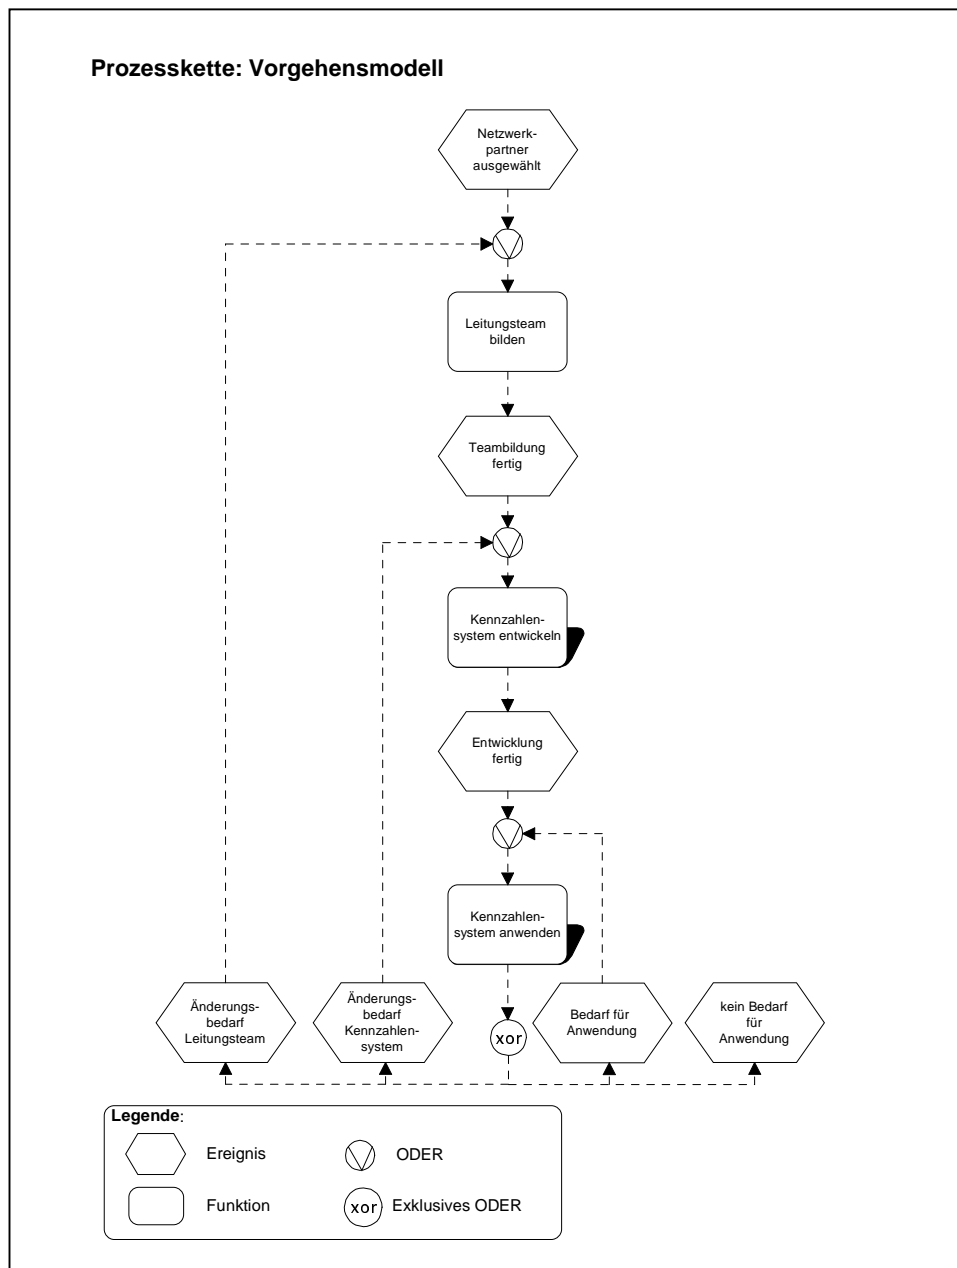 Prozesskette: Vorgehensmodell
Netzwerk-
partner
ausgewählt
Leitungsteam
bilden
Teambildung
fertig
Kennzahlen-
system entwickeln
Entwicklung
fertig
Kennzahlen-
system anwenden
Änderungs-
bedarf
Leitungsteam
Änderungs-
bedarf
Kennzahlen-
system
xor
Bedarf für
Anwendung
kein Bedarf
für
Anwendung
Legende:
Ereignis
ODER
Funktion
xor
Exklusives ODER